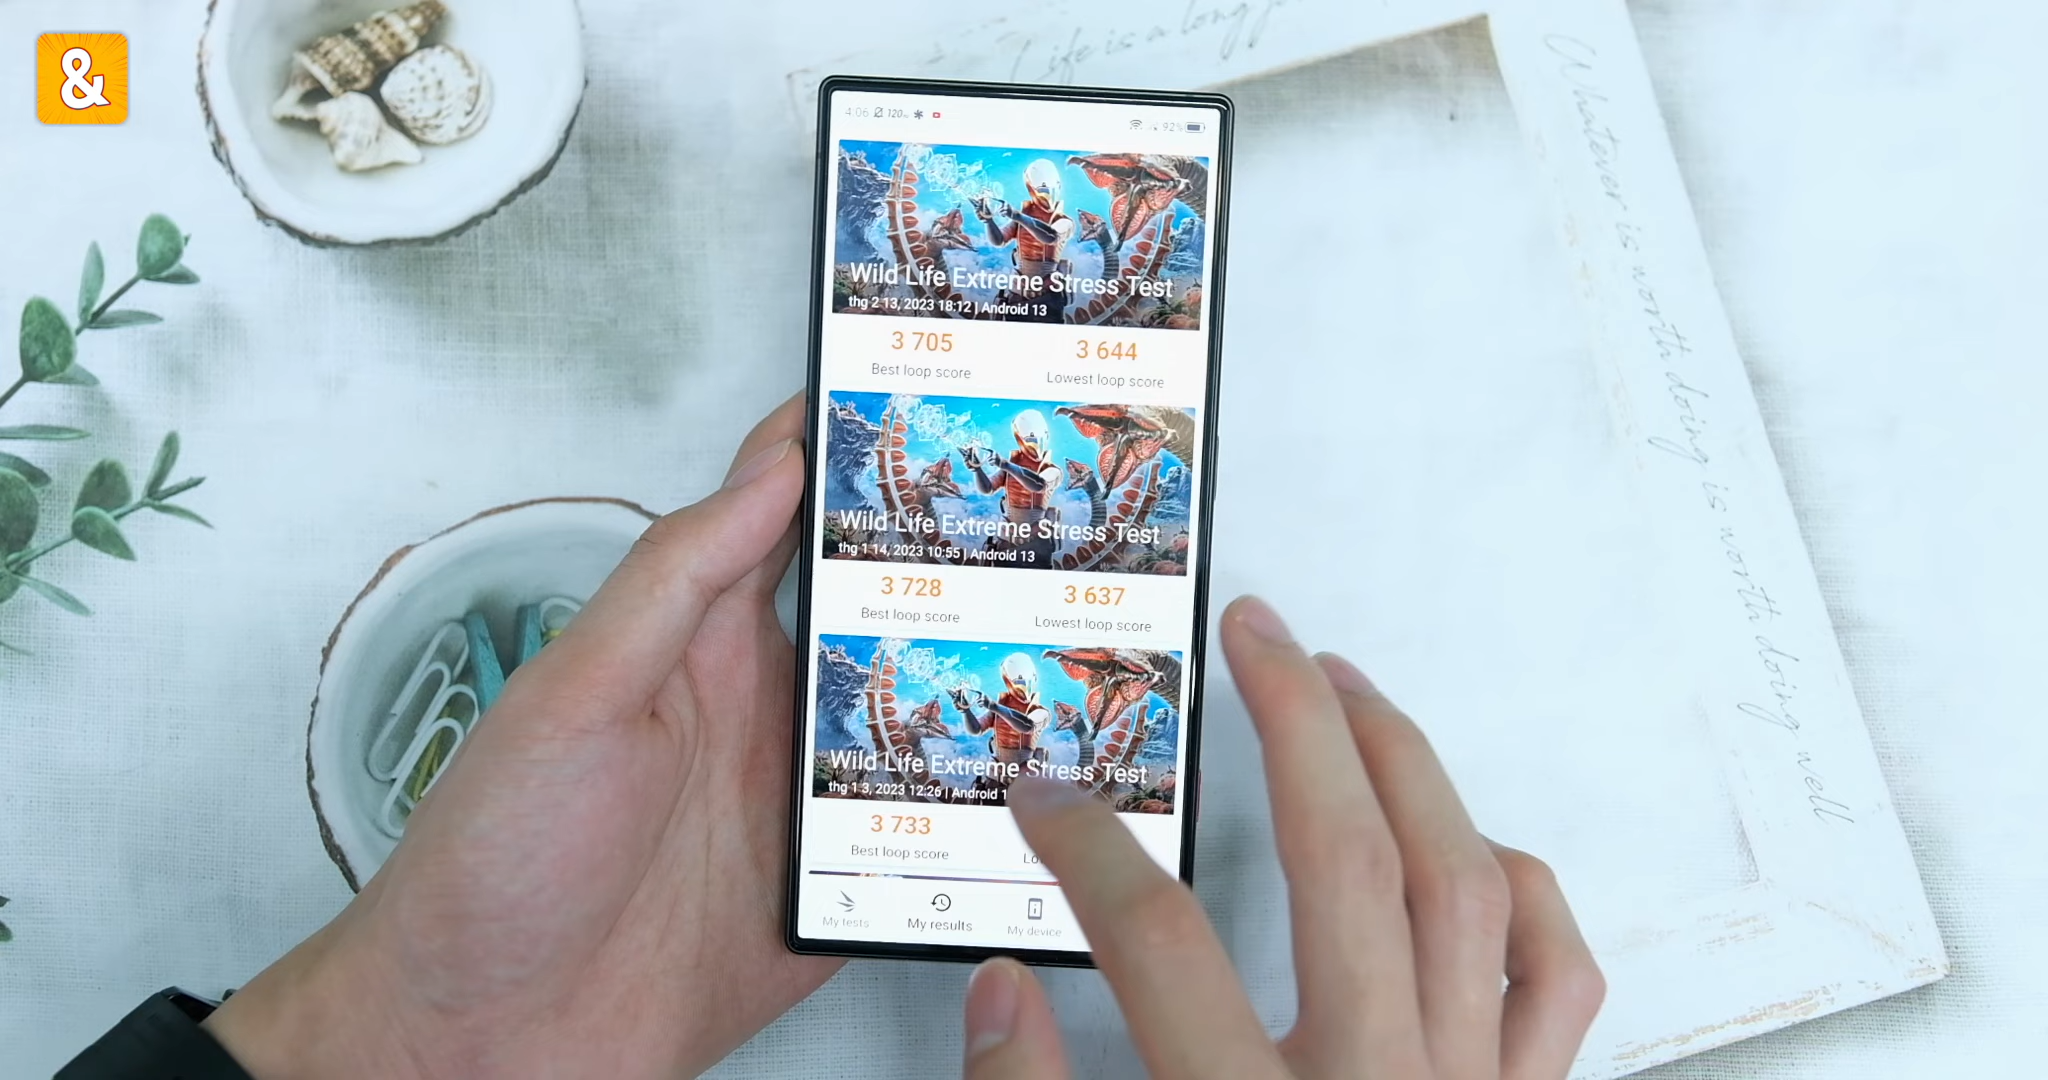 &
Life is a long jo
Whatever is worth doing is worth doing well
4:06 120
92%
Wild Life Extreme Stress Test
thg 2 13, 2023 18:12 | Android 13
3 705 3 644
Best loop score Lowest loop score
Wild Life Extreme Stress Test
thg 1 14, 2023 10:55 | Android 13
3 728 3 637
Best loop score Lowest loop score
Wild Life Extreme Stress Test
thg 1 3, 2023 12:26 | Android 1
3 733
Best loop score Lo
My tests My results My device